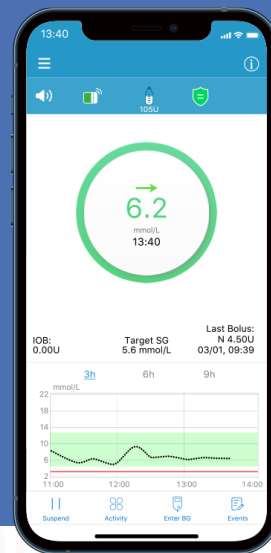 13:40
105U
6.2
mmol/L
13:40
IOB:
0.00U
Target SG
5.6 mmol/L
Last Bolus:
N 4.50U
03/01, 09:39
3h 6h 9h
mmol/L
22
18
14
10
6
2
11:00 12:00 13:00 14:00
Suspend Activity Enter BG Events